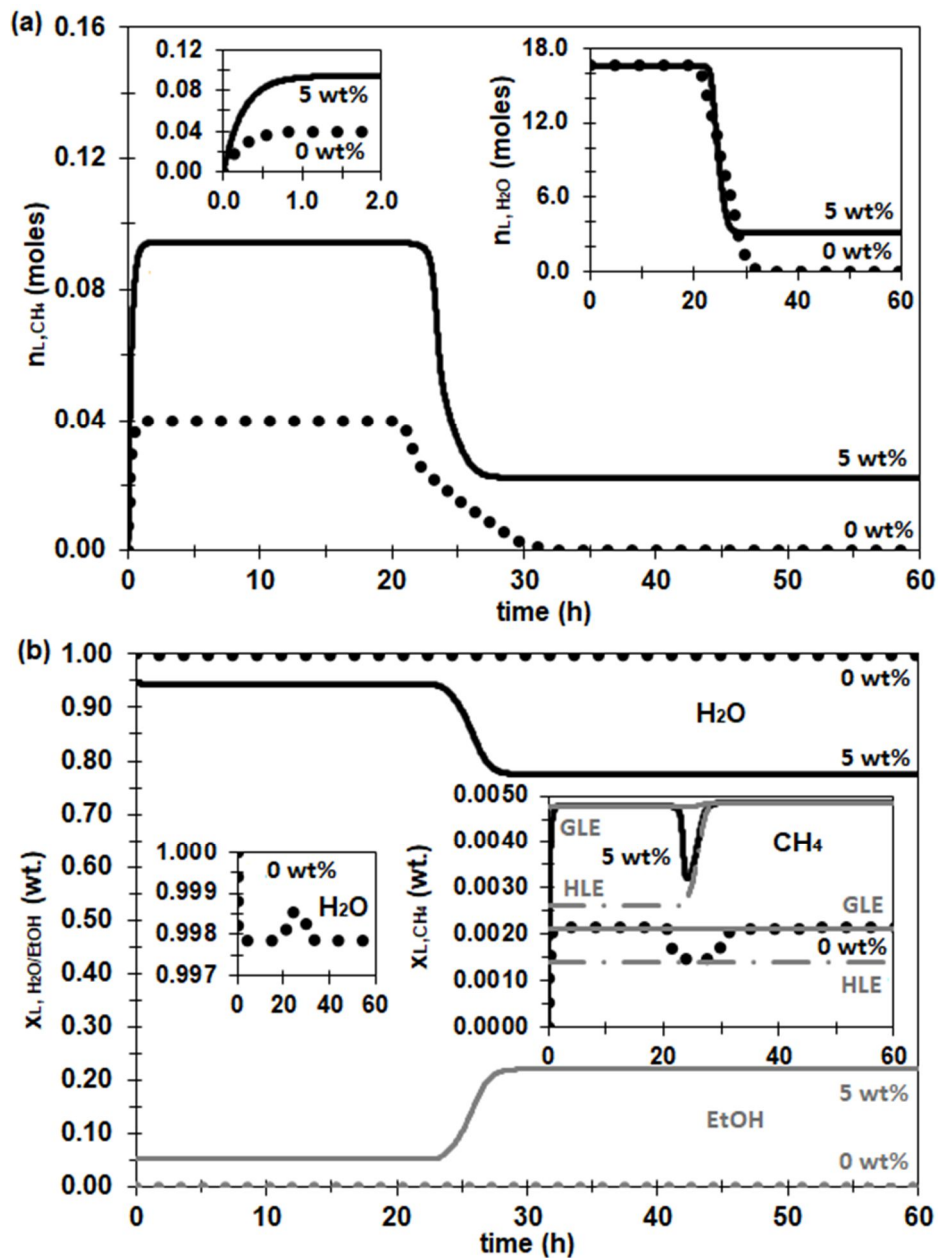 (a)
0.16
0.12
0.08
0.04
0.00
nL,CH₄ (moles)
0 10 20 30 40 50 60
time (h)
5 wt%
0 wt%
0.12
0.08
0.04
0.00
0.0 1.0 2.0
5 wt%
0 wt%
18.0
12.0
6.0
0.0
nL,H2O (moles)
0 20 40 60
5 wt%
0 wt%
(b)
1.00
0.90
0.80
0.70
0.60
0.50
0.40
0.30
0.20
0.10
0.00
xL, H2O/EtOH (wt.)
0 10 20 30 40 50 60
time (h)
0 wt%
H₂O
5 wt%
5 wt%
EtOH
0 wt%
1.000
0.999
0.998
0.997
0 20 40 60
0 wt%
H₂O
0.0050
0.0040
0.0030
0.0020
0.0010
0.0000
xL,CH₄ (wt.)
0 20 40 60
GLE
5 wt%
CH₄
HLE
GLE
0 wt%
HLE